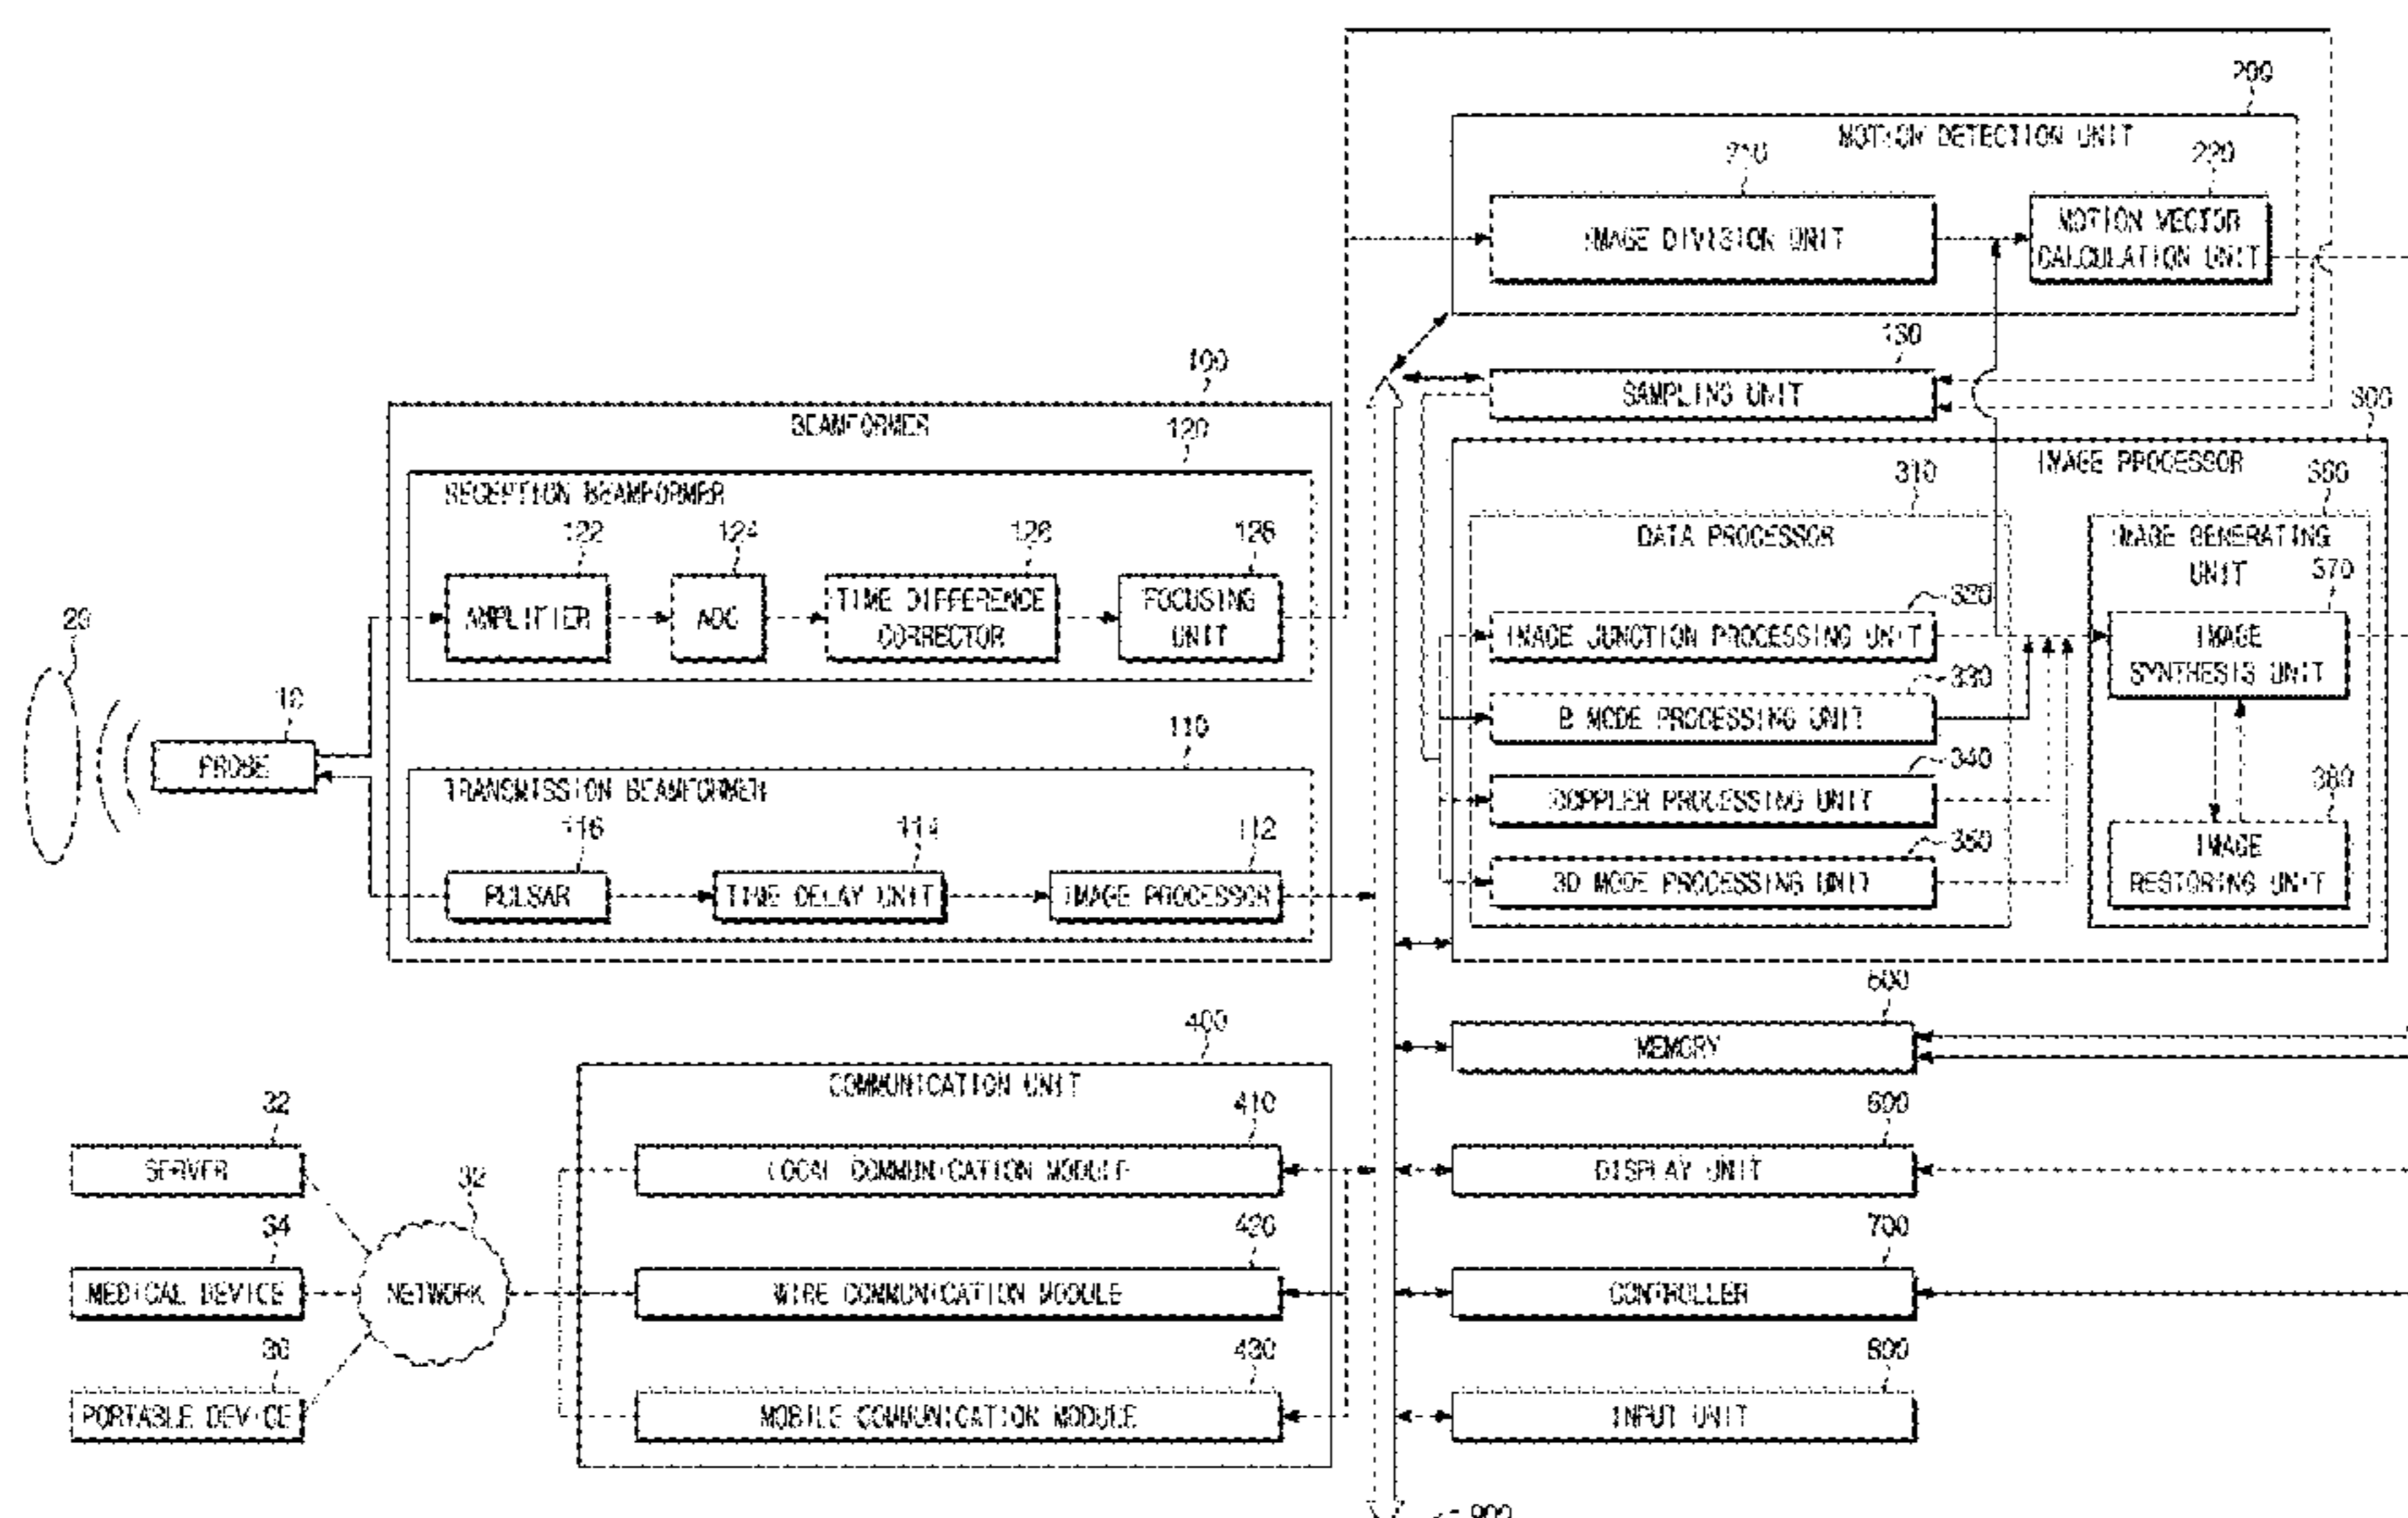 200
MOTION DETECTION UNIT
210
220
IMAGE DIVISION UNIT
MOTION VECTOR
CALCULATION UNIT
130
SAMPLING UNIT
100
BEAMFORMER
120
RECEPTION BEAMFORMER
122
124
126
128
AMPLIFIER
ADC
TIME DIFFERENCE
CORRECTOR
FOCUSING
UNIT
20
10
PROBE
110
TRANSMISSION BEAMFORMER
116
114
112
PULSAR
TIME DELAY UNIT
IMAGE PROCESSOR
300
IMAGE PROCESSOR
310
360
DATA PROCESSOR
IMAGE GENERATING
UNIT
370
320
IMAGE JUNCTION PROCESSING UNIT
IMAGE
SYNTHESIS UNIT
330
B MODE PROCESSING UNIT
340
DOPPLER PROCESSING UNIT
380
350
3D MODE PROCESSING UNIT
IMAGE
RESTORING UNIT
400
COMMUNICATION UNIT
410
LOCAL COMMUNICATION MODULE
420
WIRE COMMUNICATION MODULE
430
MOBILE COMMUNICATION MODULE
32
SERVER
34
MEDICAL DEVICE
PORTABLE DEVICE
NETWORK
MEMORY
600
DISPLAY UNIT
700
CONTROLLER
800
INPUT UNIT
900